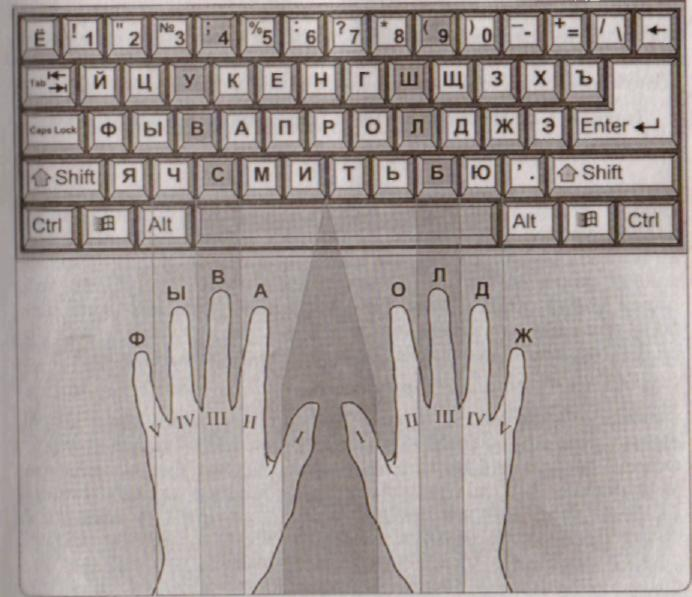 Ё ! 1 " 2 № 3 ; 4 % 5 : 6 ? 7 * 8 ( 9 ) 0 _ - + = / \ ←
Tab Й Ц У К Е Н Г Ш Щ З Х Ъ
Caps Lock Ф Ы В А П Р О Л Д Ж Э Enter ↵
⇧ Shift Я Ч С М И Т Ь Б Ю , . ⇧ Shift
Ctrl Alt Alt Ctrl
Ф Ы В А О Л Д Ж
V IV III II I I II III IV V